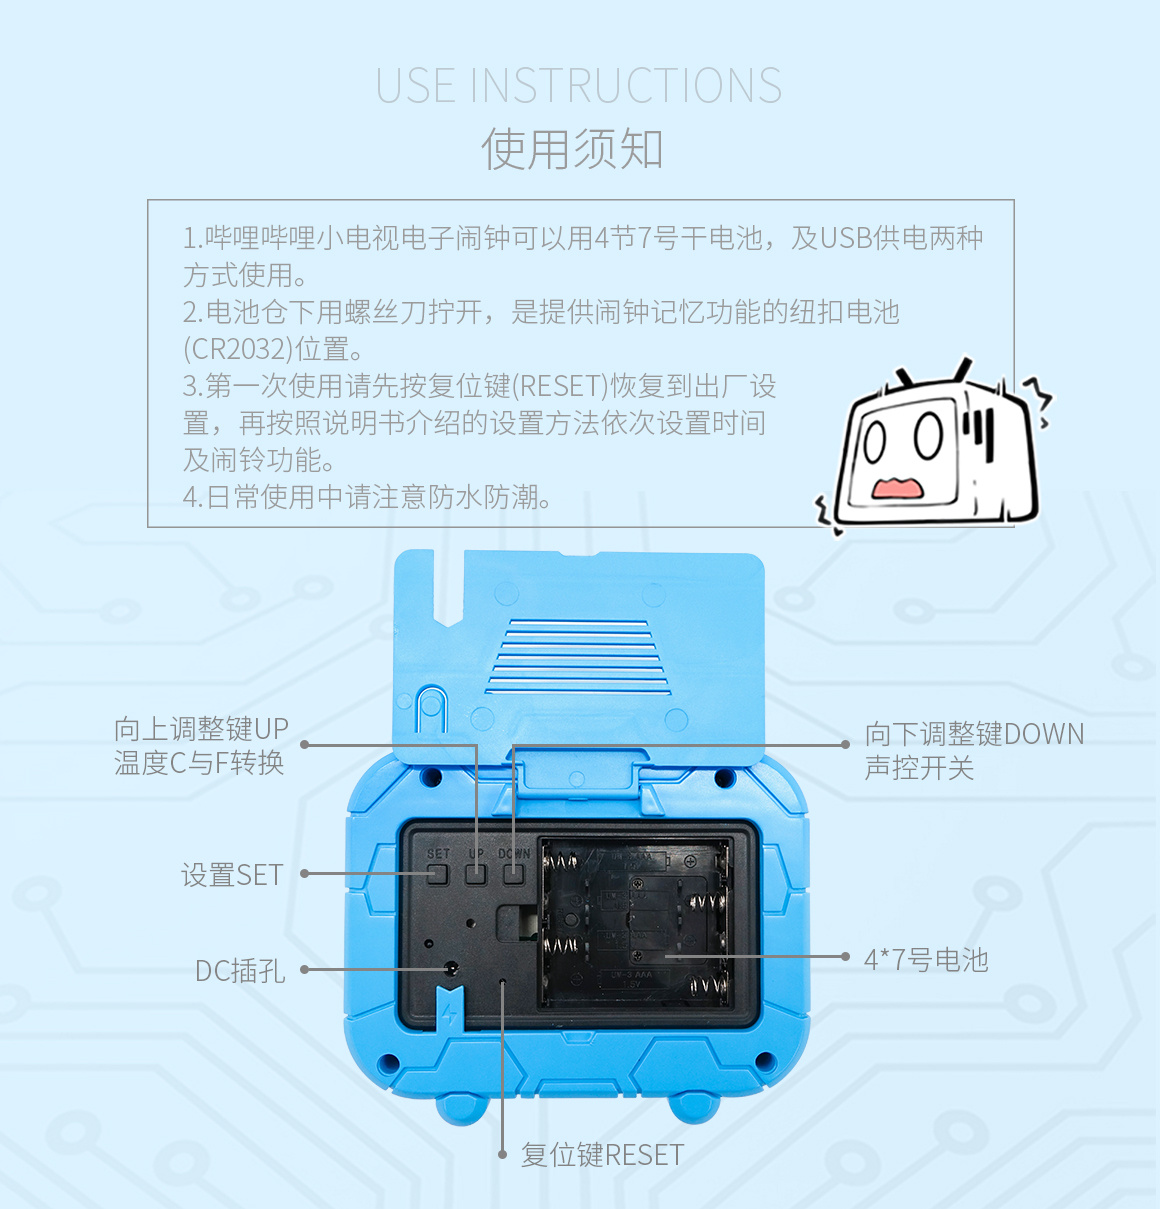 USE INSTRUCTIONS
使用须知
1.哔哩哔哩小电视电子闹钟可以用4节7号干电池，及USB供电两种
方式使用。
2.电池仓下用螺丝刀拧开，是提供闹钟记忆功能的纽扣电池
(CR2032)位置。
3.第一次使用请先按复位键(RESET)恢复到出厂设
置，再按照说明书介绍的设置方法依次设置时间
及闹铃功能。
4.日常使用中请注意防水防潮。
向上调整键UP
温度C与F转换
向下调整键DOWN
声控开关
SET UP DOWN
设置SET
DC插孔
4*7号电池
UM-S AAA
1.5V
复位键RESET